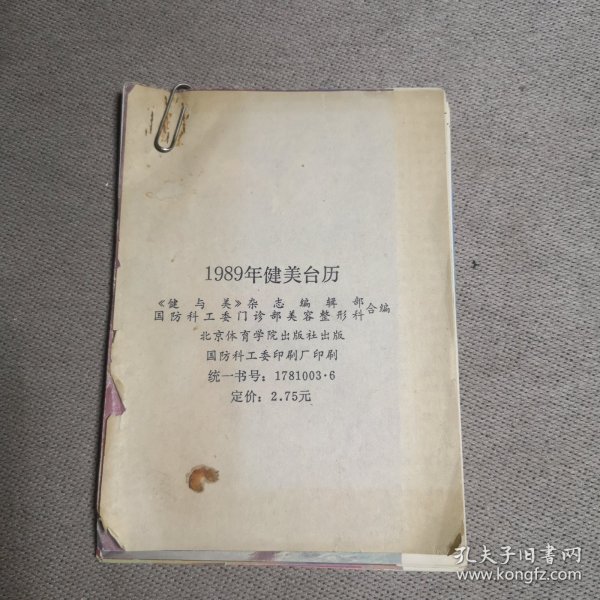 1989年健美台历
《健与美》杂志编辑部
国防科工委门诊部美容整形科
合编
北京体育学院出版社出版
国防科工委印刷厂印刷
统一书号：1781003·6
定价：2.75元
孔夫子旧书网
www.kongfz.com